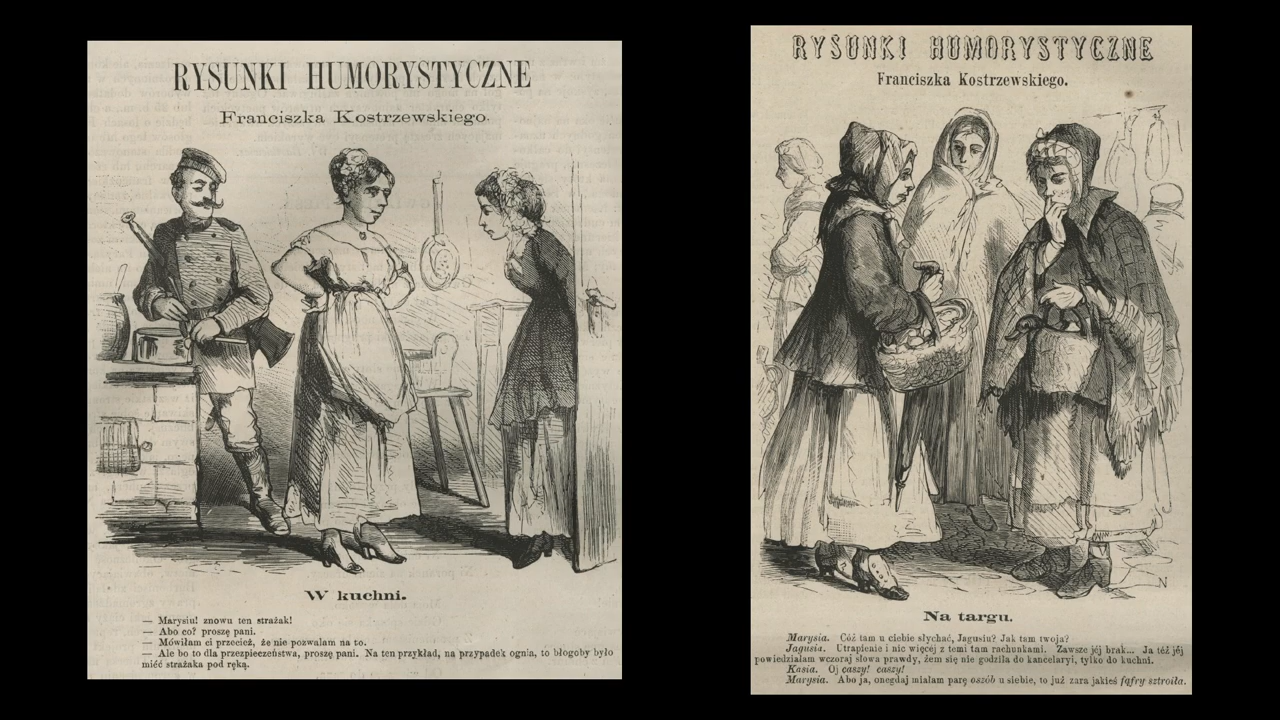 RYSUNKI HUMORYSTYCZNE
Franciszka Kostrzewskiego.
W kuchni.
— Marysiu! znowu ten strażak!
— Abo co? proszę pani.
— Mówiłam ci przecież, że nie pozwalam na to.
— Ale bo to dla przezpieczeństwa, proszę pani. Na ten przykład, na przypadek ognia, to błogoby było
mićć strażaka pod ręką.
RYSUNKI HUMORYSTYCZNE
Franciszka Kostrzewskiego.
Na targu.
Marysia. Cóż tam u ciebie słychać, Jagusiu? Jak tam twoja?
Jagusia. Utrapienie i nic więcej z temi tam rachunkami. Zawsze jéj brak... Ja téż jéj
powiedziałam wczoraj słowa prawdy, żem się nie godziła do kancelaryi, tylko do kuchni.
Kasia. Oj czasy! czasy!
Marysia. Abo ja, onegdaj miałam parę osób u siebie, to już zara jakieś fąfry sztroiła.
N